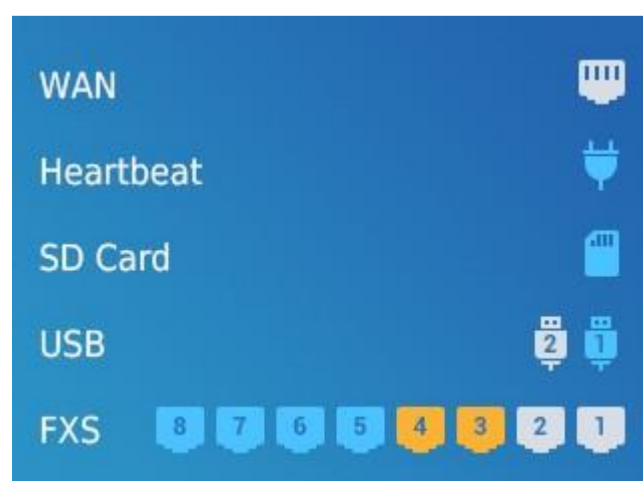 WAN
Heartbeat
SD Card
USB 2 1
FXS 8 7 6 5 4 3 2 1